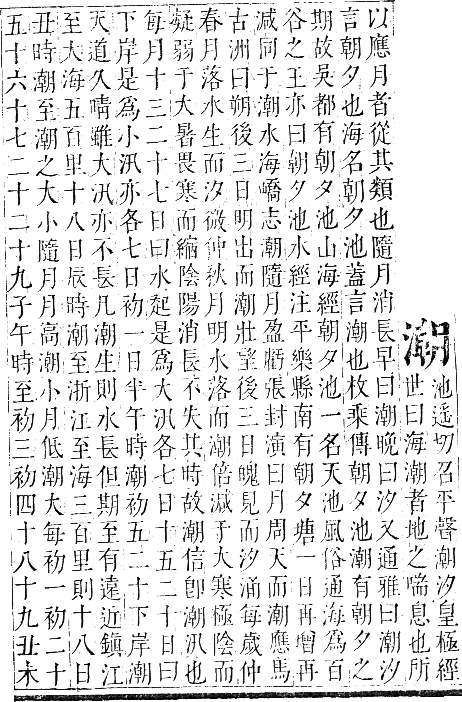 潮
池遙切召平聲潮汐皇極經
世曰海潮者地之喘息也所
以應月者從其類也隨月消長早曰潮晚曰汐又通雅曰潮汐
言朝夕也海名朝夕池蓋言潮也枚乘傳朝夕池潮有朝夕之
期故吳都有朝夕池山海經朝夕池一名天池風俗通海為百
谷之王亦曰朝夕池水經注平樂縣南有朝夕塘一日再增再
減同于潮水海嶠志潮隨月盈虧張封演曰月周天而潮應馬
古洲曰朔後三日明出而潮壯望後三日魄見而汐涌每歲仲
春月落水生而汐微仲秋月明水落而潮倍減于大寒極陰而
疑弱于大暑畏寒而縮陰陽消長不失其時故潮信卽潮汛也
每月十三二十七日曰水起是為大汛各七日十五二十日曰
下岸是為小汛亦各七日初一日半午時潮初五二十下岸潮
天道久晴雖大汛亦不長凡潮生則水長但期至有遠近鎮江
至大海五百里十八日辰時潮至浙江至海三百里則十八日
丑時潮至潮之大小隨月月高潮小月低潮大每初一初二十
五十六十七二十二十九子午時至初三初四十八十九丑未